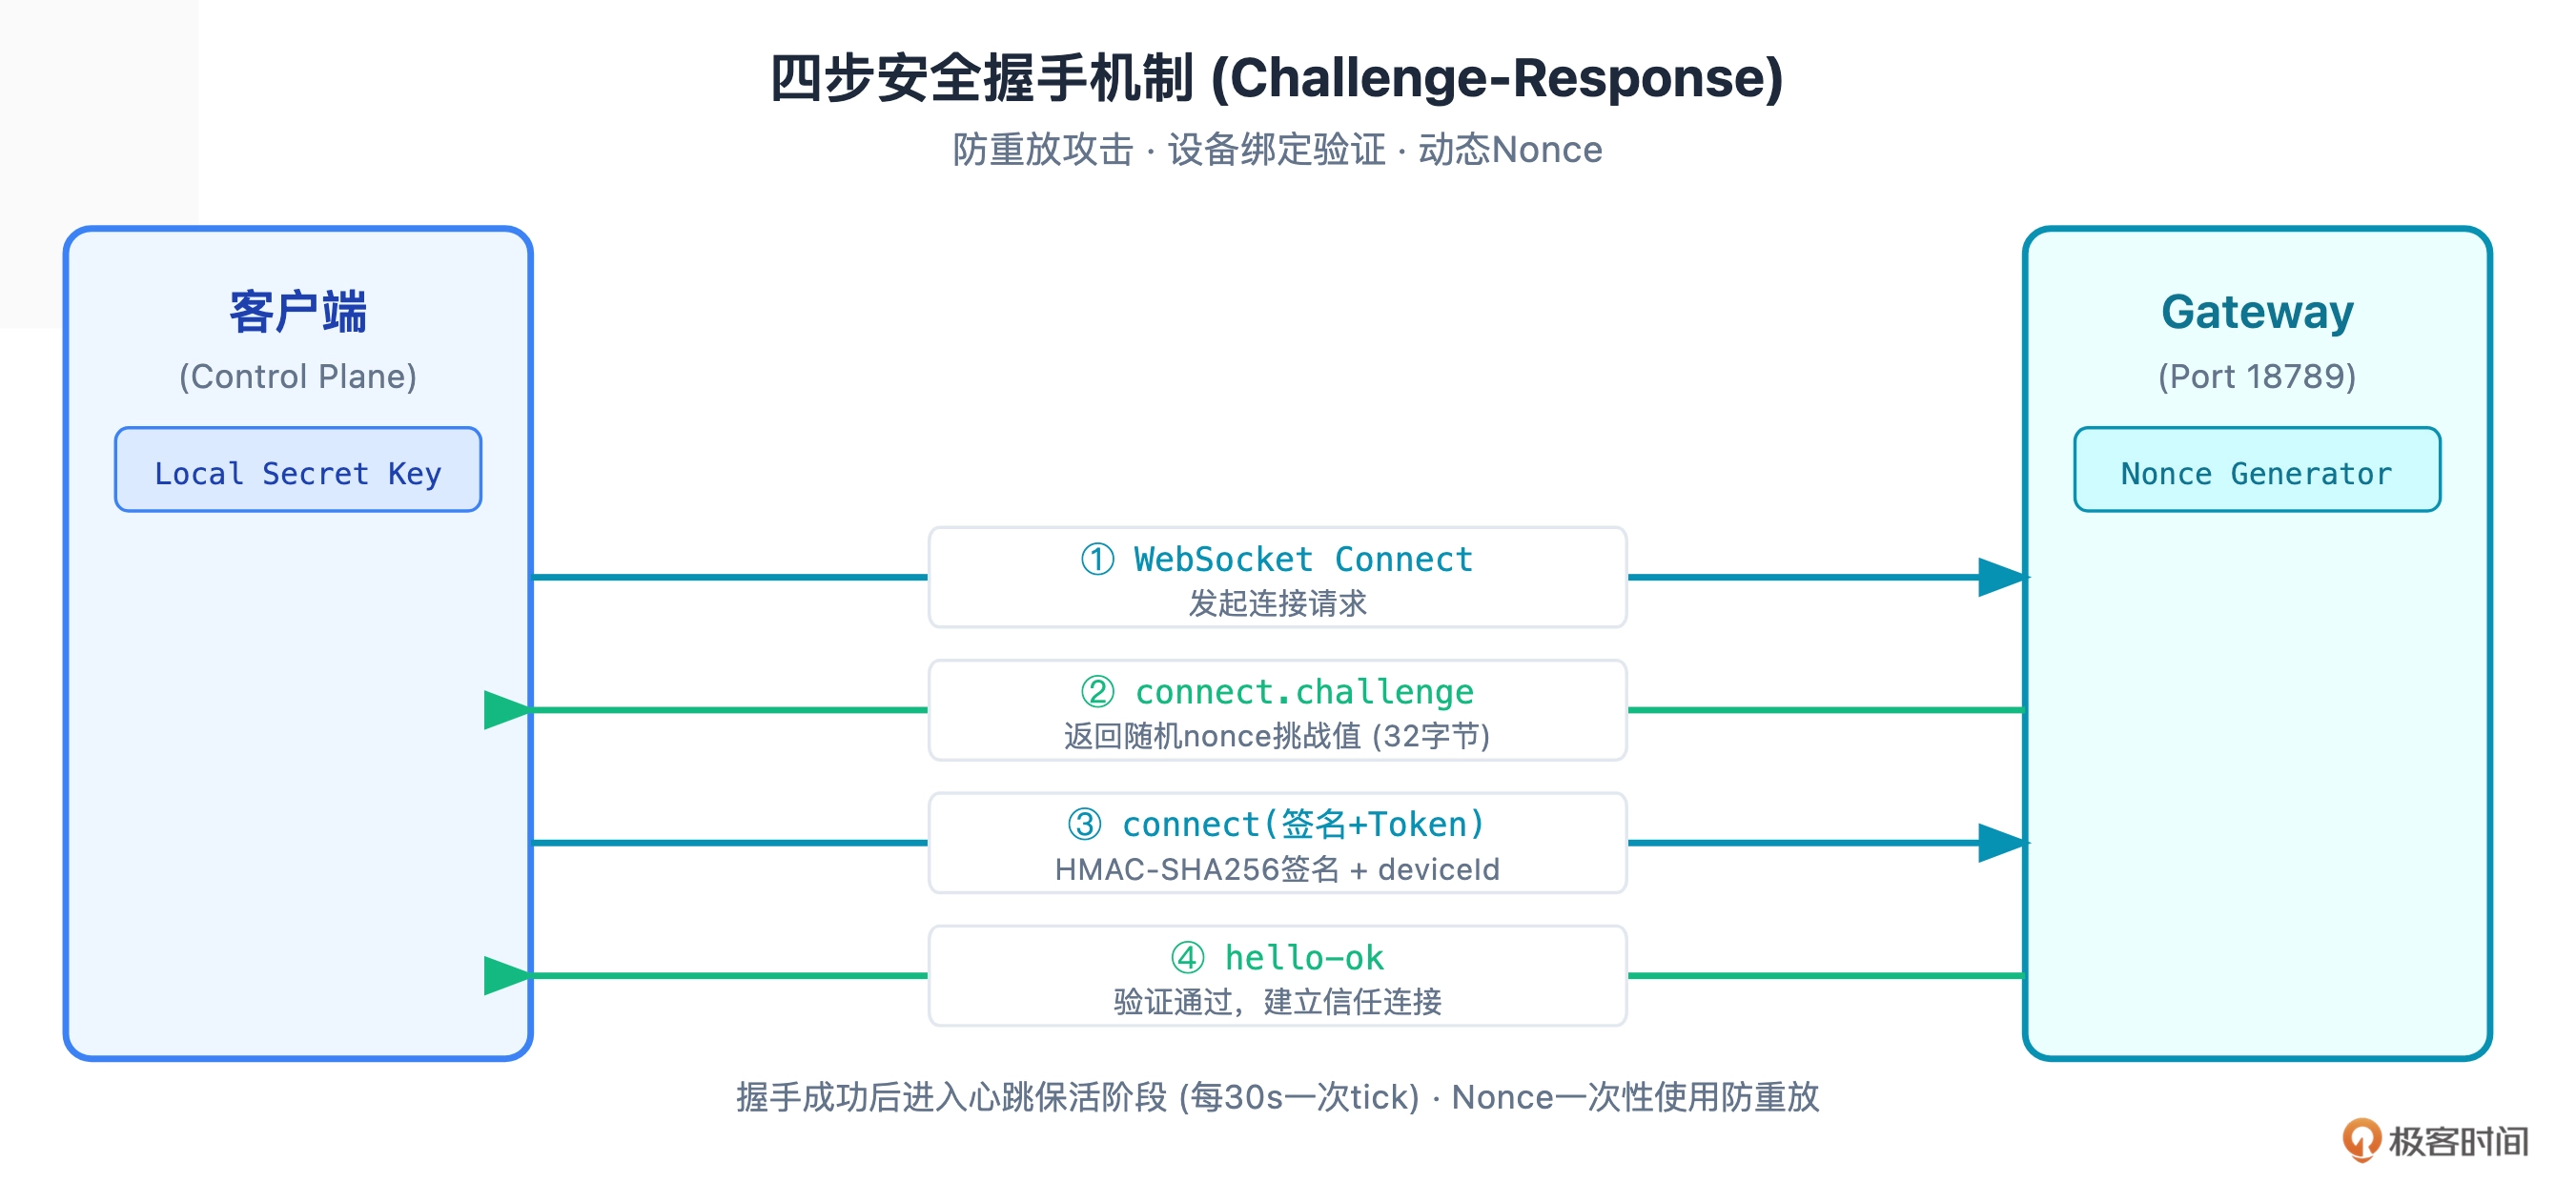 四步安全握手机制 (Challenge-Response)
防重放攻击 · 设备绑定验证 · 动态Nonce
客户端
(Control Plane)
Local Secret Key
Gateway
(Port 18789)
Nonce Generator
① WebSocket Connect
发起连接请求
② connect.challenge
返回随机nonce挑战值 (32字节)
③ connect(签名+Token)
HMAC-SHA256签名 + deviceId
④ hello-ok
验证通过，建立信任连接
握手成功后进入心跳保活阶段 (每30s一次tick) · Nonce一次性使用防重放
极客时间